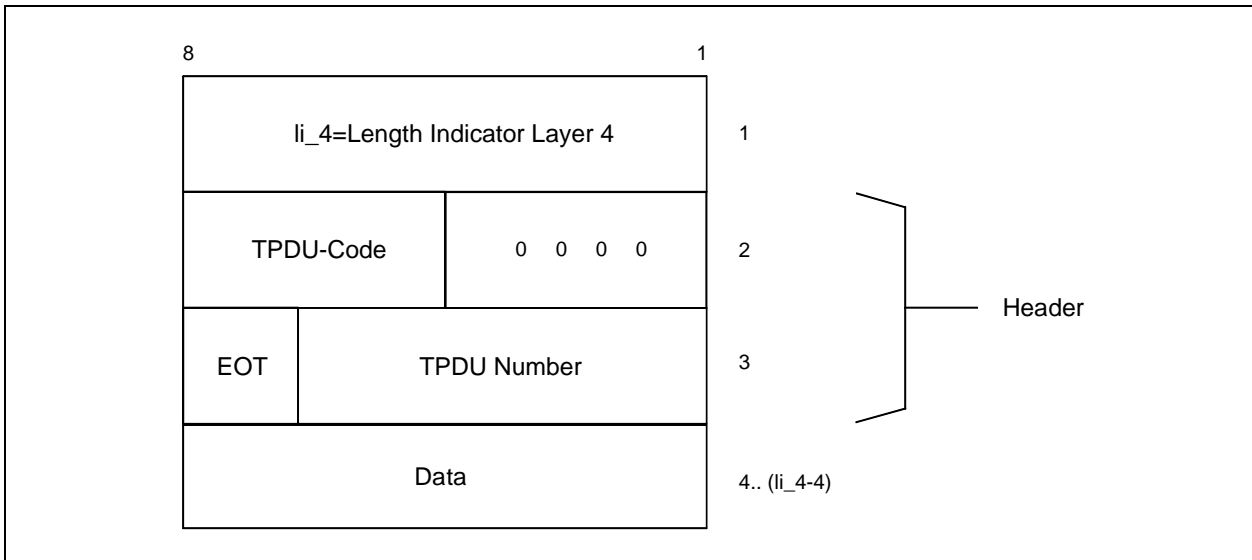 8 1
li_4=Length Indicator Layer 4 1
TPDU-Code 0 0 0 0 2
Header
EOT TPDU Number 3
Data 4.. (li_4-4)